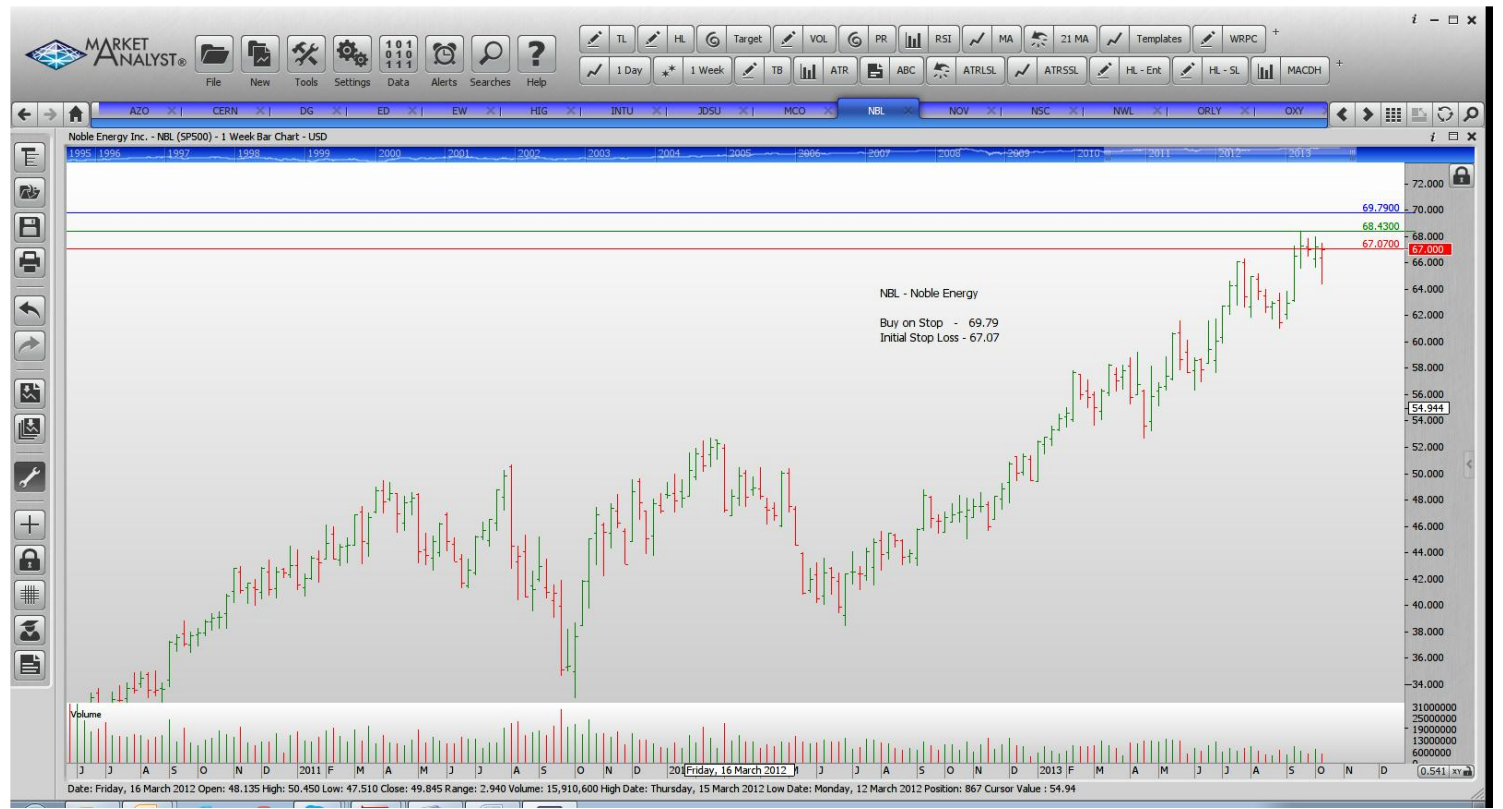 i
MARKET
ANALYST®
File New Tools Settings Data Alerts Searches Help
TL HL Target VOL PR RSI MA 21 MA Templates WRPC +
1 Day 1 Week TB ATR ABC ATRLSL ATRSSL HL - Ent HL - SL MACDH +
AZO CERN DG ED EW HIG INTU JDSU MCO NBL NOV NSC NWL ORLY OXY
Noble Energy Inc. - NBL (SP500) - 1 Week Bar Chart - USD
i
1995 1996 1997 1998 1999 2000 2001 2002 2003 2004 2005 2006 2007 2008 2009 2010 2011 2012 2013
72.000
69.7900
70.000
68.4300
68.000
67.0700
67.000
66.000
NBL - Noble Energy
64.000
Buy on Stop - 69.79
62.000
Initial Stop Loss - 67.07
60.000
58.000
56.000
54.944
54.000
52.000
50.000
48.000
46.000
44.000
42.000
40.000
38.000
36.000
34.000
Volume
31000000
25000000
19000000
13000000
6000000
J J A S O N D 2011 F M A M J J A S O N D Friday, 16 March 2012 J J A S O N D 2013 F M A M J J A S O N D 0.541 XY
Date: Friday, 16 March 2012 Open: 48.135 High: 50.450 Low: 47.510 Close: 49.845 Range: 2.940 Volume: 15,910,600 High Date: Thursday, 15 March 2012 Low Date: Monday, 12 March 2012 Position: 867 Cursor Value : 54.94